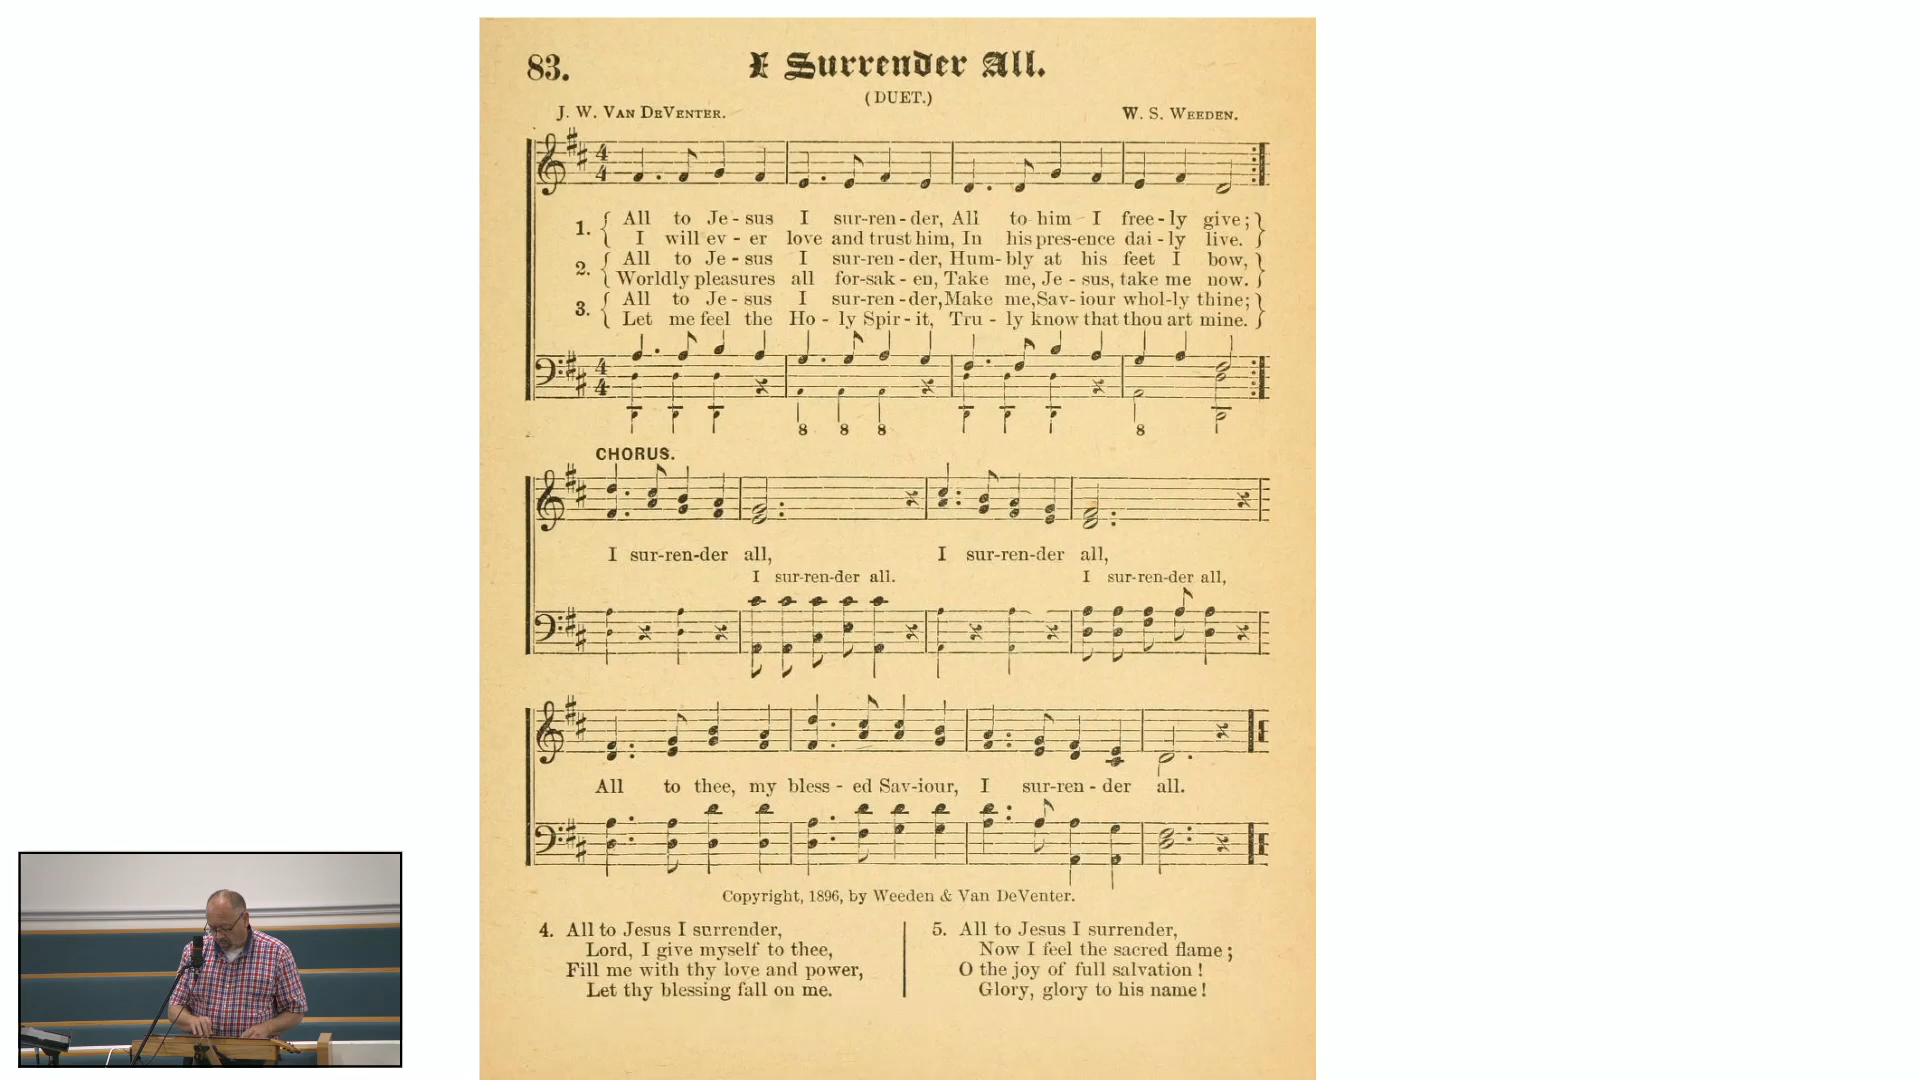 83.
I Surrender All.
(DUET.)
J. W. VAN DEVENTER.
W. S. WEEDEN.
1. All to Je - sus I sur-ren - der, All to him I free - ly give;
I will ev - er love and trust him, In his pres-ence dai - ly live.
2. All to Je - sus I sur-ren - der, Hum-bly at his feet I bow,
Worldly pleasures all for-sak - en, Take me, Je - sus, take me now.
3. All to Je - sus I sur-ren - der, Make me, Sav-iour whol-ly thine;
Let me feel the Ho - ly Spir - it, Tru - ly know that thou art mine.
8 8 8 8
CHORUS.
I sur-ren-der all, I sur-ren-der all,
I sur-ren-der all. I sur-ren-der all,
All to thee, my bless - ed Sav-iour, I sur-ren - der all.
Copyright, 1896, by Weeden & Van DeVenter.
4. All to Jesus I surrender,
Lord, I give myself to thee,
Fill me with thy love and power,
Let thy blessing fall on me.
5. All to Jesus I surrender,
Now I feel the sacred flame;
O the joy of full salvation!
Glory, glory to his name!